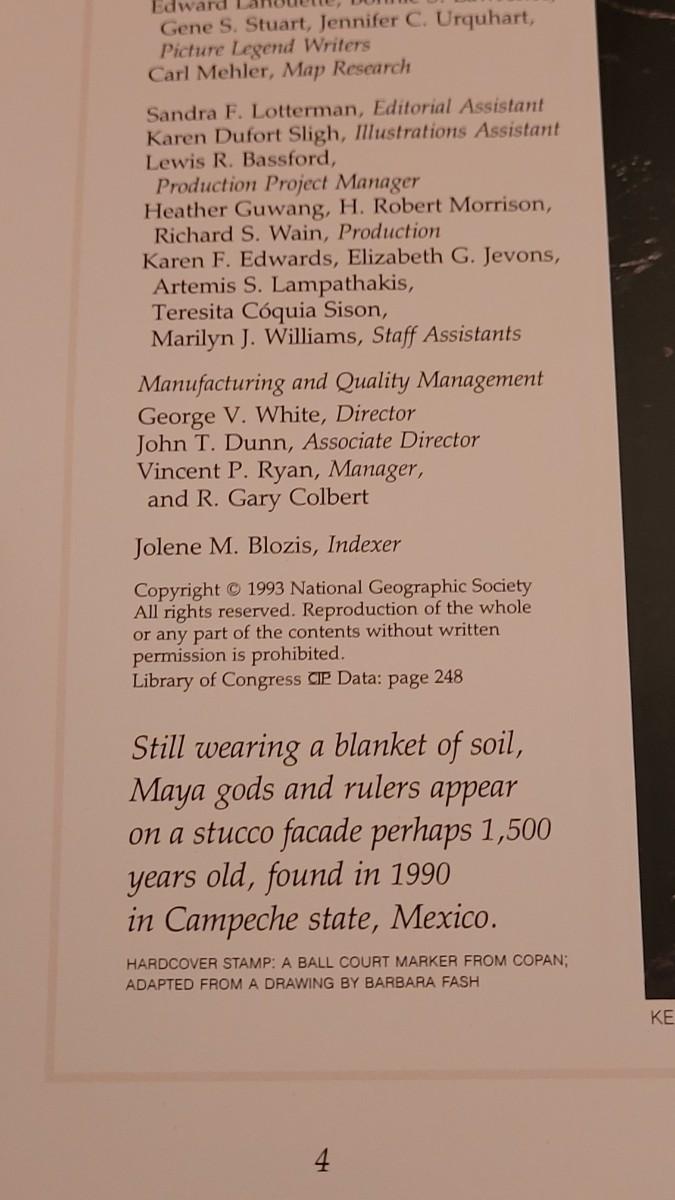 Edward Lanouette,
Gene S. Stuart, Jennifer C. Urquhart,
Picture Legend Writers
Carl Mehler, Map Research
Sandra F. Lotterman, Editorial Assistant
Karen Dufort Sligh, Illustrations Assistant
Lewis R. Bassford,
Production Project Manager
Heather Guwang, H. Robert Morrison,
Richard S. Wain, Production
Karen F. Edwards, Elizabeth G. Jevons,
Artemis S. Lampathakis,
Teresita Cóquia Sison,
Marilyn J. Williams, Staff Assistants
Manufacturing and Quality Management
George V. White, Director
John T. Dunn, Associate Director
Vincent P. Ryan, Manager,
and R. Gary Colbert
Jolene M. Blozis, Indexer
Copyright © 1993 National Geographic Society
All rights reserved. Reproduction of the whole
or any part of the contents without written
permission is prohibited.
Library of Congress CIP Data: page 248
Still wearing a blanket of soil,
Maya gods and rulers appear
on a stucco facade perhaps 1,500
years old, found in 1990
in Campeche state, Mexico.
HARDCOVER STAMP: A BALL COURT MARKER FROM COPAN;
ADAPTED FROM A DRAWING BY BARBARA FASH
KE
4